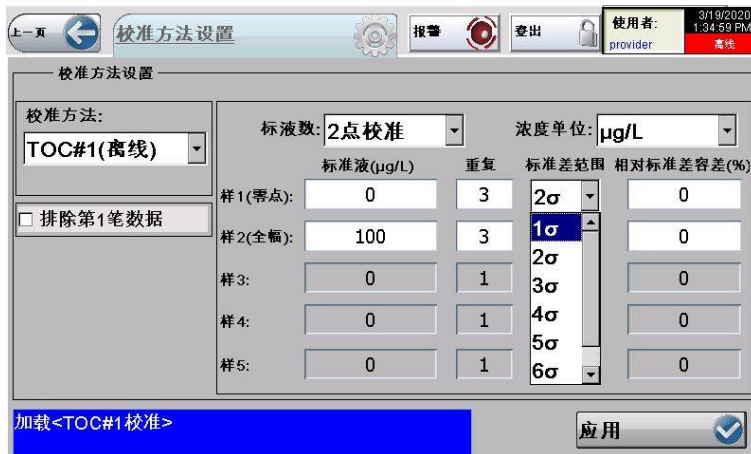 上一页
校准方法设置
报警
登出
使用者:
provider
3/19/2020
1:34:59 PM
离线
校准方法设置
校准方法:
TOC#1(离线)
排除第1笔数据
标液数: 2点校准
浓度单位: μg/L
标准液(μg/L) 重复 标准差范围 相对标准差容差(%)
样1(零点): 0 3 2σ 0
样2(全幅): 100 3 1σ 0
2σ
样3: 0 1 3σ 0
样4: 0 1 4σ 0
5σ
样5: 0 1 6σ 0
加载<TOC#1校准>
应用